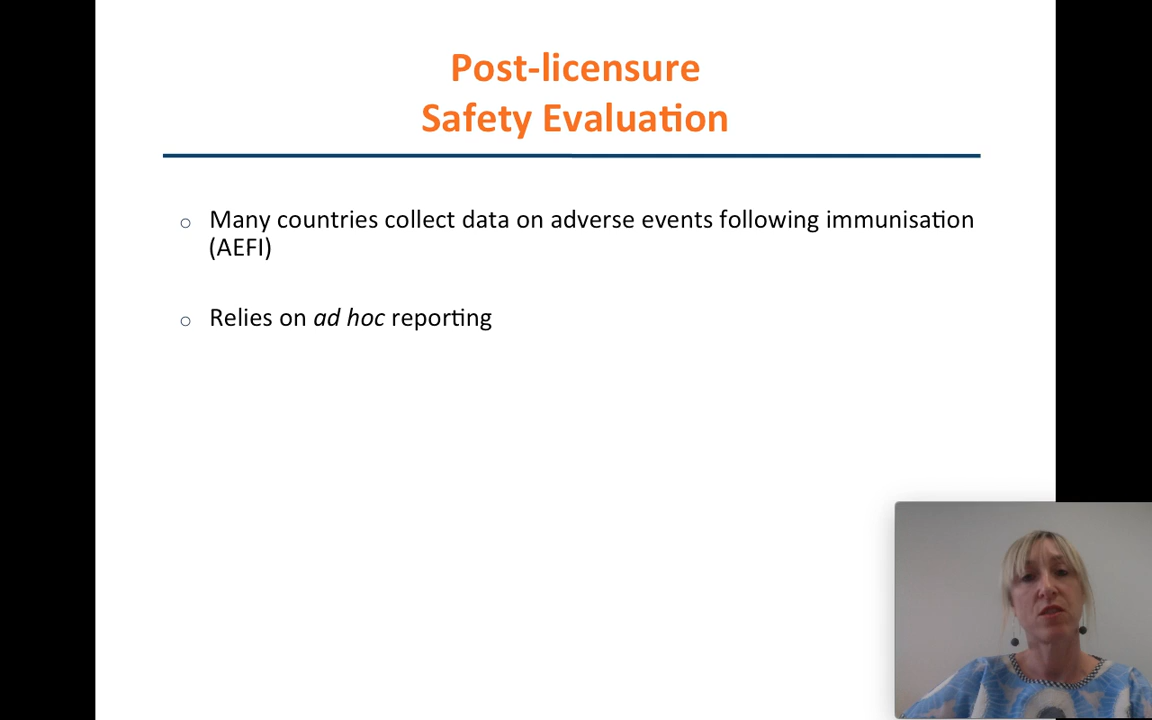 Post-licensure
Safety Evaluation
○ Many countries collect data on adverse events following immunisation
(AEFI)
○ Relies on ad hoc reporting